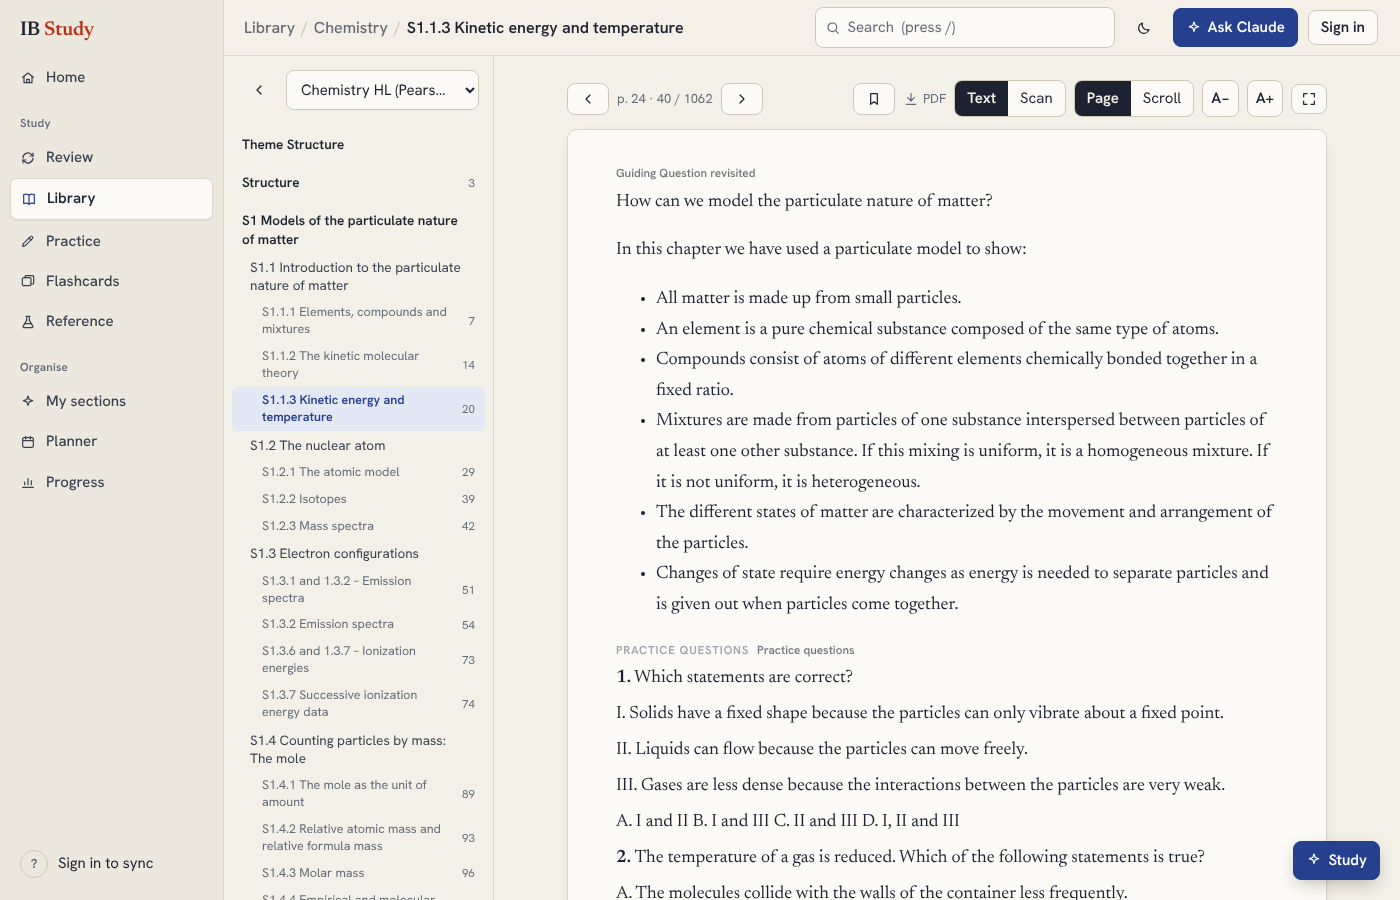 IB Study
Home
Study
Review
Library
Practice
Flashcards
Reference
Organise
My sections
Planner
Progress
? Sign in to sync
Library / Chemistry / S1.1.3 Kinetic energy and temperature
Search (press /)
Ask Claude
Sign in
Chemistry HL (Pears...
Theme Structure
Structure 3
S1 Models of the particulate nature
of matter
S1.1 Introduction to the particulate
nature of matter
S1.1.1 Elements, compounds and
mixtures 7
S1.1.2 The kinetic molecular
theory 14
S1.1.3 Kinetic energy and
temperature 20
S1.2 The nuclear atom
S1.2.1 The atomic model 29
S1.2.2 Isotopes 39
S1.2.3 Mass spectra 42
S1.3 Electron configurations
S1.3.1 and 1.3.2 – Emission
spectra 51
S1.3.2 Emission spectra 54
S1.3.6 and 1.3.7 – Ionization
energies 73
S1.3.7 Successive ionization
energy data 74
S1.4 Counting particles by mass:
The mole
S1.4.1 The mole as the unit of
amount 89
S1.4.2 Relative atomic mass and
relative formula mass 93
S1.4.3 Molar mass 96
S1.4.4 Empirical and molecular
p. 24 · 40 / 1062
PDF
Text Scan
Page Scroll
A− A+
Guiding Question revisited
How can we model the particulate nature of matter?
In this chapter we have used a particulate model to show:
• All matter is made up from small particles.
• An element is a pure chemical substance composed of the same type of atoms.
• Compounds consist of atoms of different elements chemically bonded together in a
fixed ratio.
• Mixtures are made from particles of one substance interspersed between particles of
at least one other substance. If this mixing is uniform, it is a homogeneous mixture. If
it is not uniform, it is heterogeneous.
• The different states of matter are characterized by the movement and arrangement of
the particles.
• Changes of state require energy changes as energy is needed to separate particles and
is given out when particles come together.
PRACTICE QUESTIONS Practice questions
1. Which statements are correct?
I. Solids have a fixed shape because the particles can only vibrate about a fixed point.
II. Liquids can flow because the particles can move freely.
III. Gases are less dense because the interactions between the particles are very weak.
A. I and II B. I and III C. II and III D. I, II and III
2. The temperature of a gas is reduced. Which of the following statements is true?
A. The molecules collide with the walls of the container less frequently.
Study